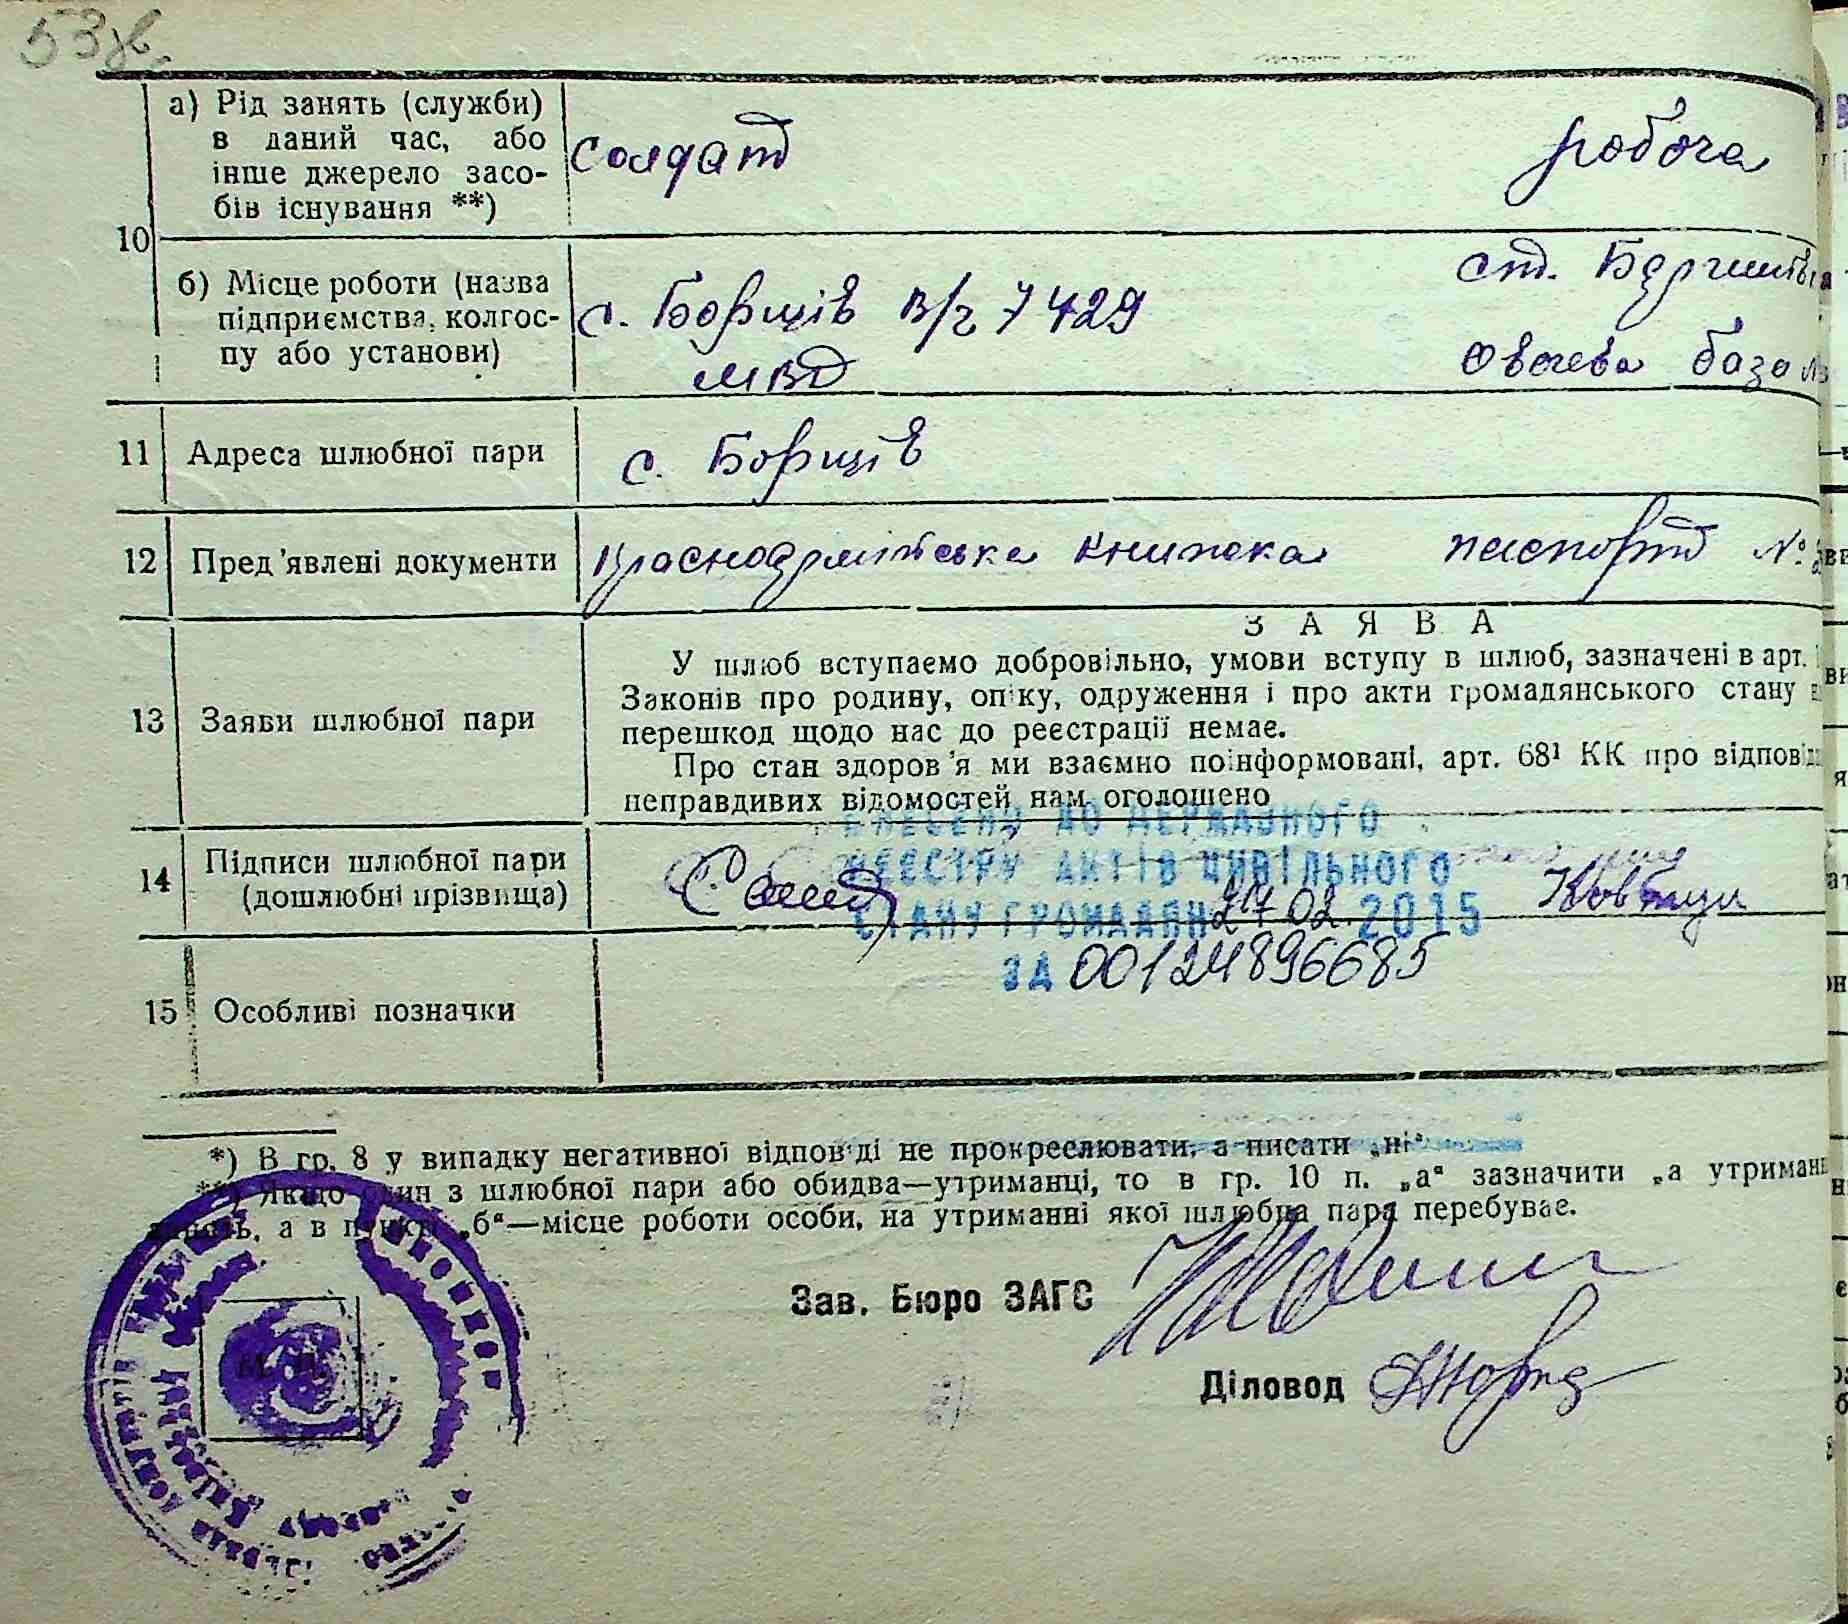 53 зв.
а) Рід занять (служби)
в даний час, або
інше джерело засо-
бів існування **)
солдат робоча
10
б) Місце роботи (назва
підприємства, колгос-
пу або установи)
с. Борщів в/ч 7429
МВД
ст.
Овочева база
11 Адреса шлюбної пари с. Борщів
12 Пред'явлені документи Красноармійська книжка паспорт №
З А Я В А
У шлюб вступаємо добровільно, умови вступу в шлюб, зазначені в арт.
Законів про родину, опіку, одруження і про акти громадянського стану
перешкод щодо нас до реєстрації немає.
13 Заяви шлюбної пари
Про стан здоров'я ми взаємно поінформовані, арт. 68¹ КК про
неправдивих відомостей нам оголошено
ВНЕСЕНО ДО ДЕРЖАВНОГО
РЕЄСТРУ АКТІВ ЦИВІЛЬНОГО
СТАНУ ГРОМАДЯН 27 02. 2015
ЗА 00124896685
14 Підписи шлюбної пари
(дошлюбні прізвища)
15 Особливі позначки
*) В гр. 8 у випадку негативної відповіді не прокреслювати, а писати „ні“
**) Якщо один з шлюбної пари або обидва—утриманці, то в гр. 10 п. „а“ зазначити „а
а в пункті „б“—місце роботи особи, на утриманні якої шлюбна пара перебуває.
Зав. Бюро ЗАГС
Діловод
М. П.